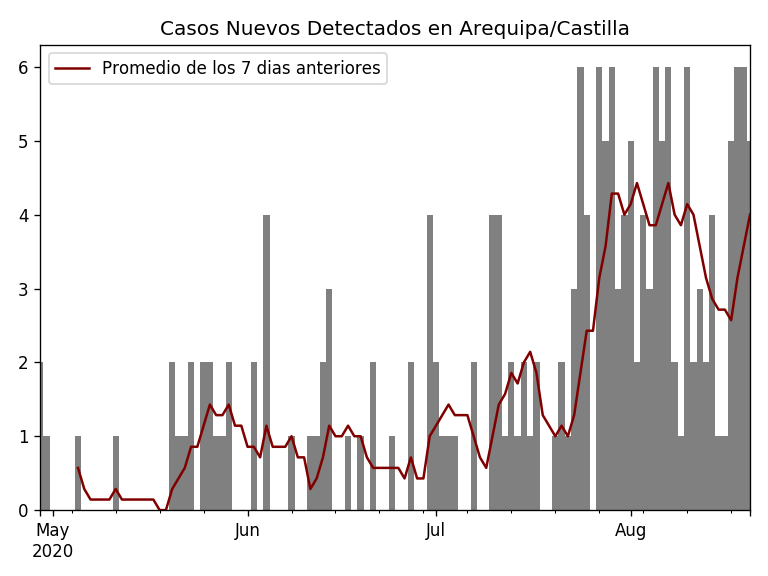 Casos Nuevos Detectados en Arequipa/Castilla
Promedio de los 7 dias anteriores
6
5
4
3
2
1
0
May
2020
Jun
Jul
Aug